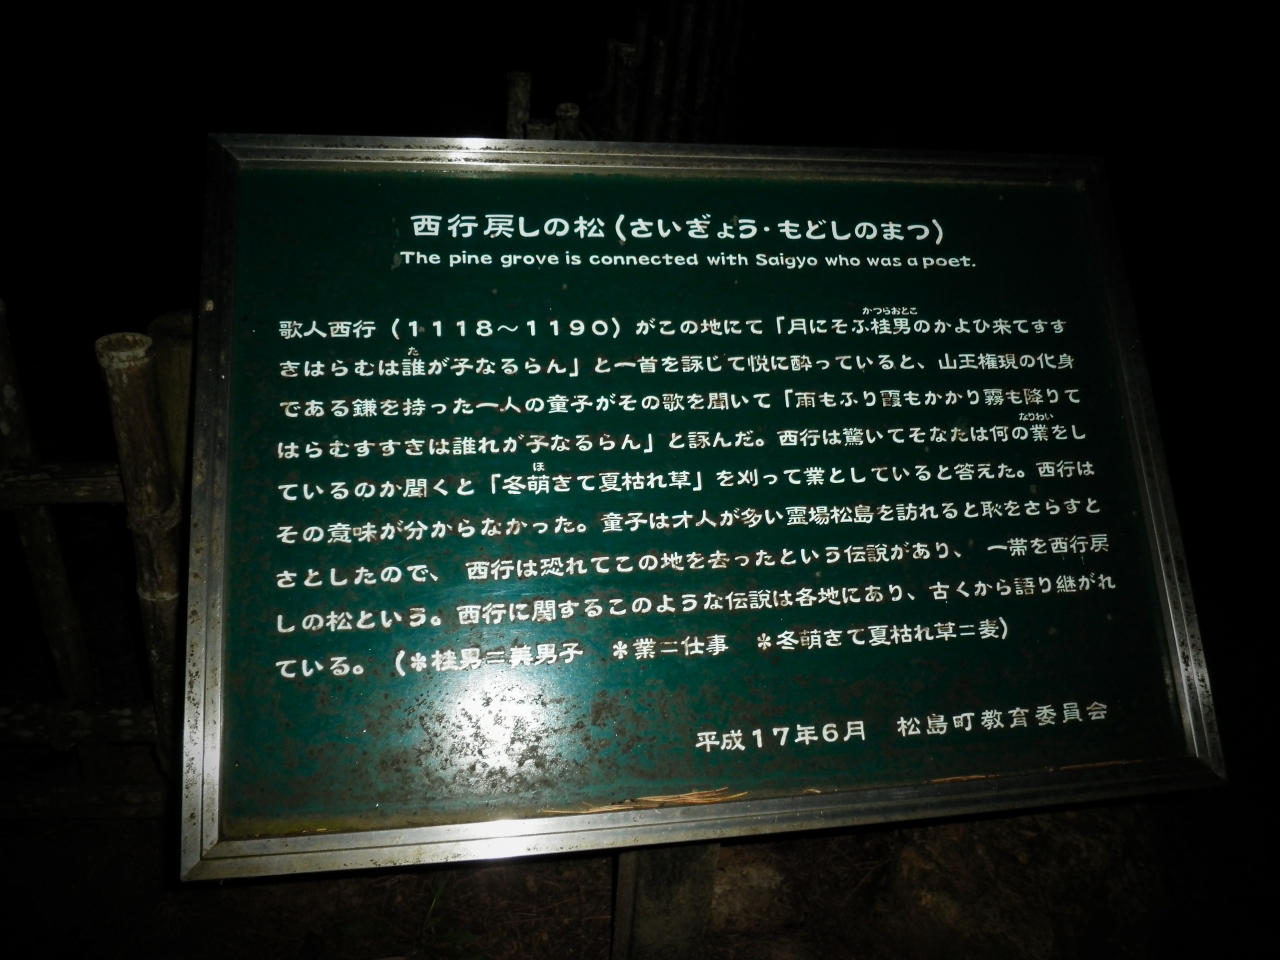 西行戻しの松(さいぎょう・もどしのまつ)
The pine grove is connected with Saigyo who was a poet.
かつらおとこ
歌人西行(1118〜1190)がこの地にて「月にそふ桂男のかよひ来てすす
た
きはらむは誰が子なるらん」と一首を詠じて悦に酔っていると、山王権現の化身
である鎌を持った一人の童子がその歌を聞いて「雨もふり霞もかかり霧も降りて
なりわい
はらむすすきは誰れが子なるらん」と詠んだ。西行は驚いてそなたは何の業をし
ほ
ているのか聞くと「冬萌きて夏枯れ草」を刈って業としていると答えた。西行は
その意味が分からなかった。童子は才人が多い霊場松島を訪れると恥をさらすと
さとしたので、 西行は恐れてこの地を去ったという伝説があり、 一帯を西行戻
しの松という。西行に関するこのような伝説は各地にあり、古くから語り継がれ
ている。 (*桂男=美男子 *業=仕事 *冬萌きて夏枯れ草=麦)
平成17年6月 松島町教育委員会